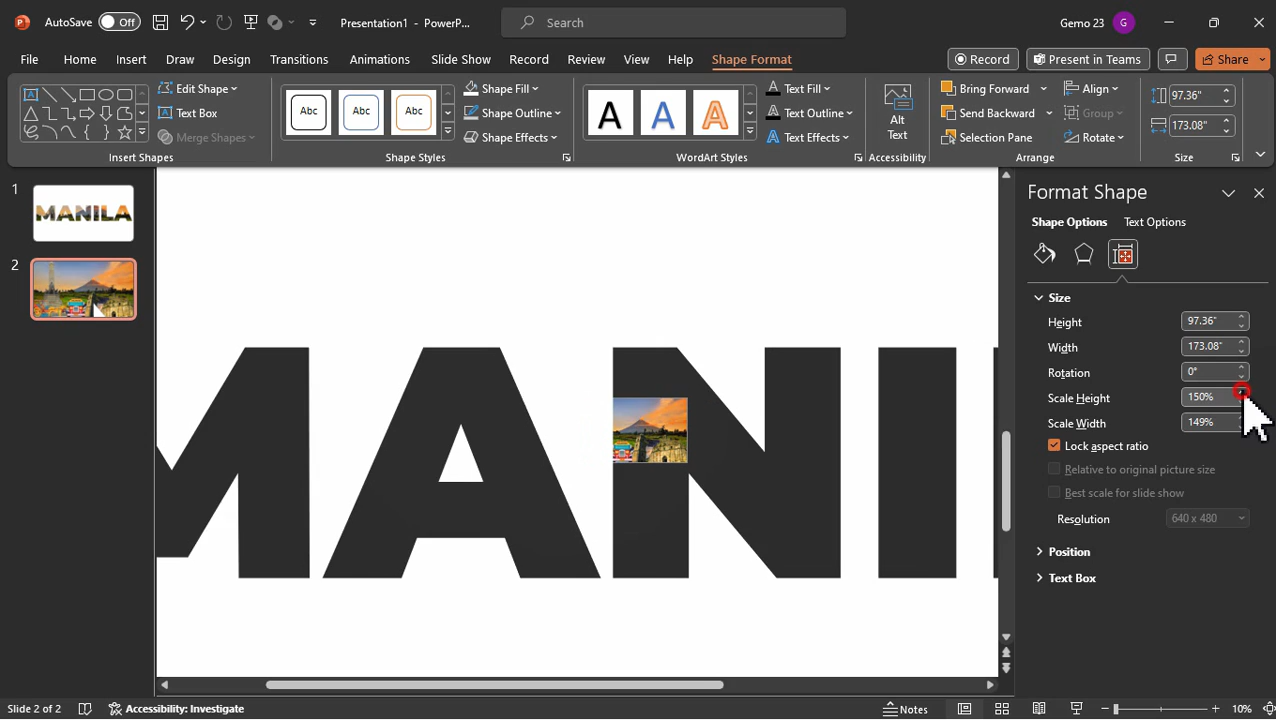 AutoSave Off Presentation1 - PowerP... Search Gemo 23 G
File Home Insert Draw Design Transitions Animations Slide Show Record Review View Help Shape Format Record Present in Teams Share
Edit Shape Abc Abc Abc Shape Fill A A A Text Fill Bring Forward Align 97.36"
Text Box Shape Outline Text Outline Alt Text Send Backward Group 173.08"
Merge Shapes Shape Effects Text Effects Selection Pane Rotate
Insert Shapes Shape Styles WordArt Styles Accessibility Arrange Size
1 MANILA
2
MANI
Format Shape
Shape Options Text Options
Size
Height 97.36"
Width 173.08"
Rotation 0°
Scale Height 150%
Scale Width 149%
Lock aspect ratio
Relative to original picture size
Best scale for slide show
Resolution 640 x 480
Position
Text Box
Slide 2 of 2 Accessibility: Investigate Notes 10%